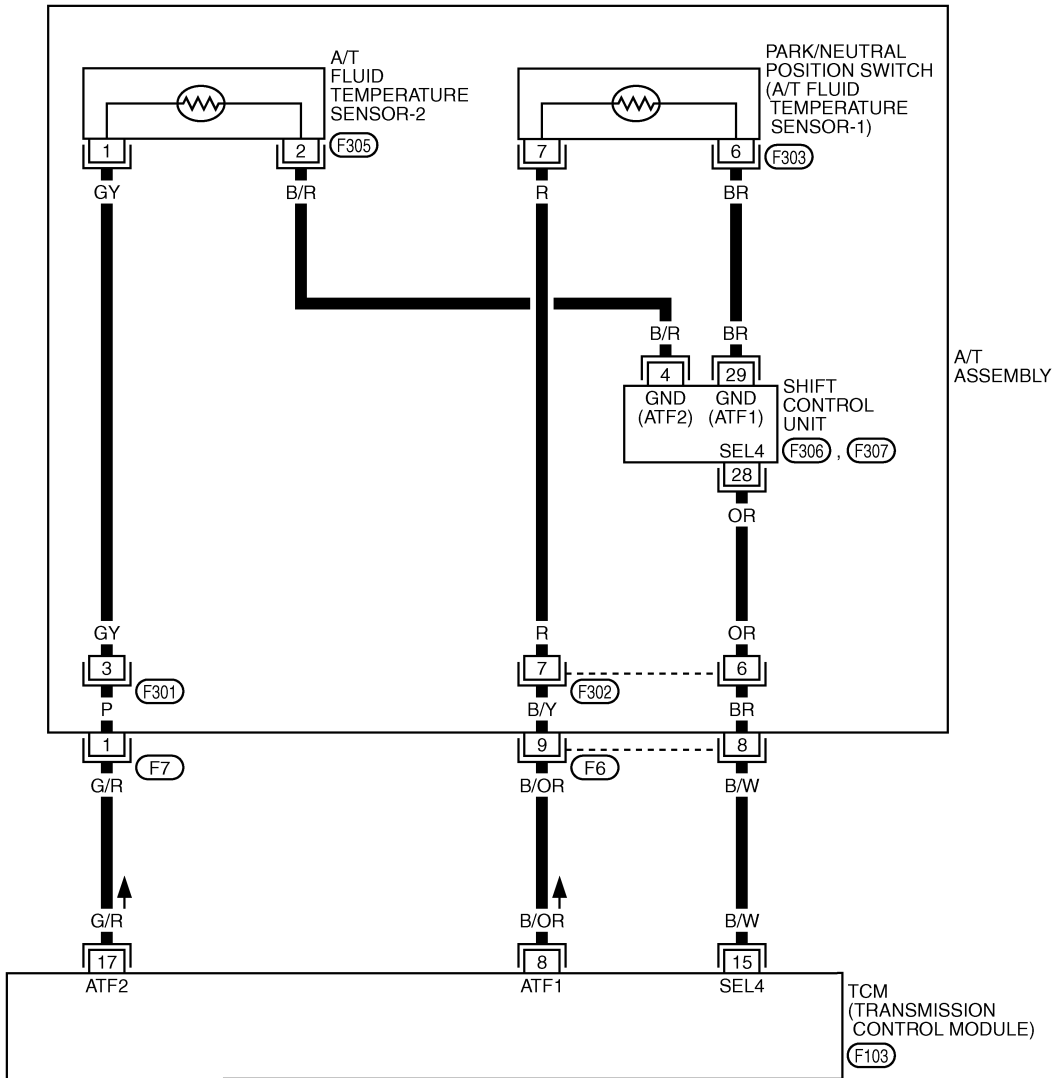 A/T
FLUID
TEMPERATURE
SENSOR-2
PARK/NEUTRAL
POSITION SWITCH
(A/T FLUID
TEMPERATURE
SENSOR-1)
1
2
F305
7
6
F303
GY
B/R
R
BR
B/R
BR
4
29
GND
(ATF2)
GND
(ATF1)
SEL4
SHIFT
CONTROL
UNIT
F306 , F307
A/T
ASSEMBLY
28
OR
GY
R
OR
3
F301
7
F302
6
P
B/Y
BR
1
F7
9
F6
8
G/R
B/OR
B/W
G/R
B/OR
B/W
17
8
15
ATF2
ATF1
SEL4
TCM
(TRANSMISSION
CONTROL MODULE)
F103